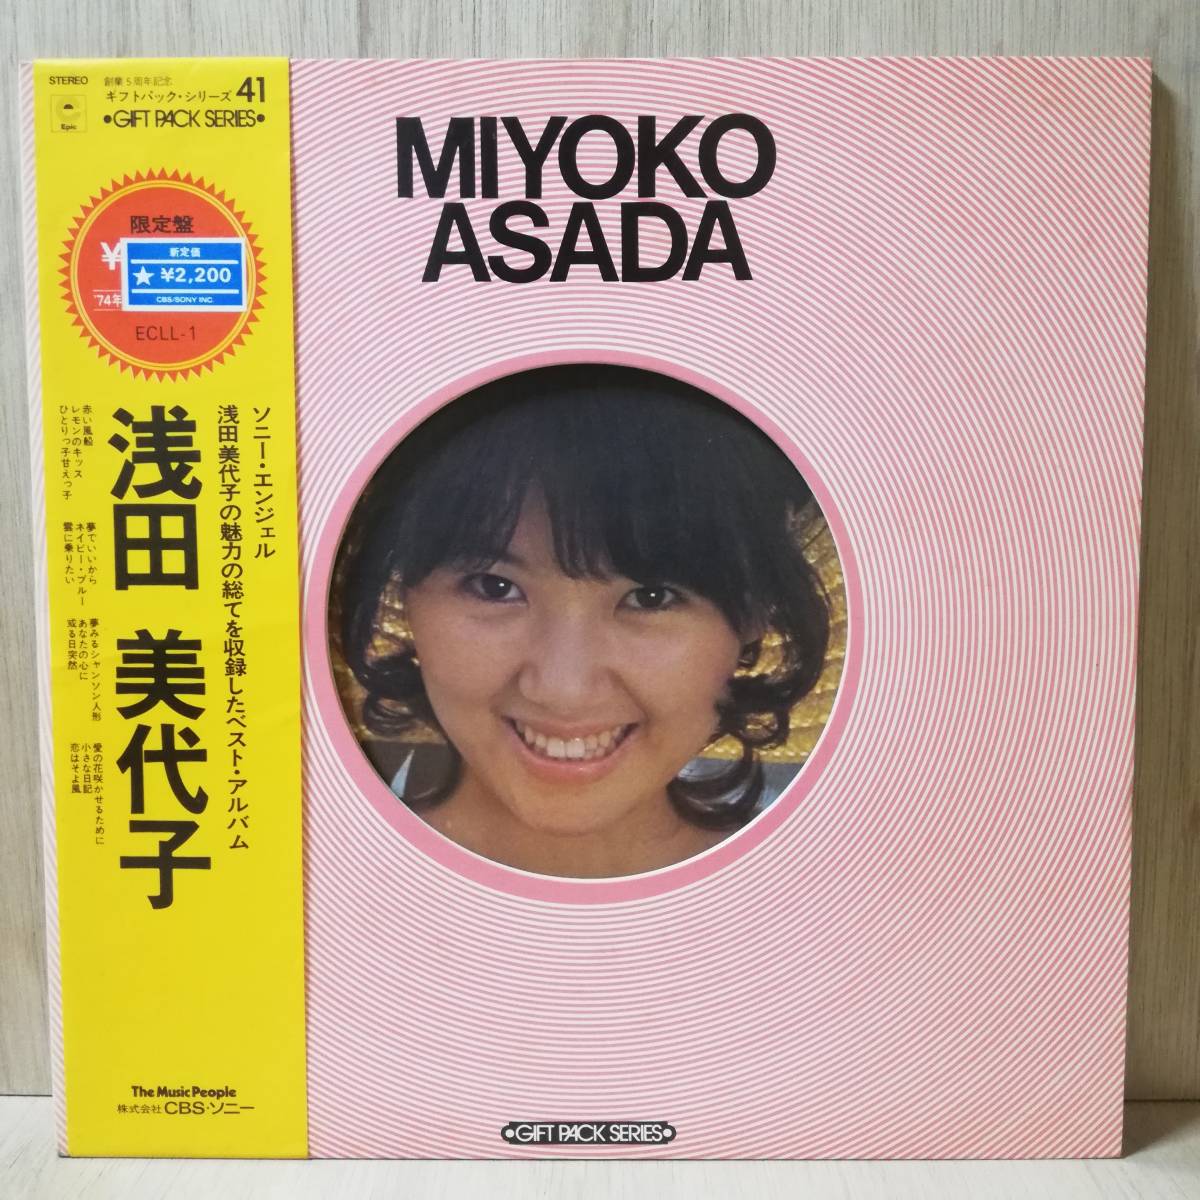 STEREO
Epic
創業5周年記念
ギフトパック・シリーズ 41
•GIFT PACK SERIES•
限定盤
¥
新定価
★ ¥2,200
CBS/SONY INC.
'74年
ECLL-1
ソニー・エンジェル
浅田美代子の魅力の総てを収録したベスト・アルバム
浅田 美代子
赤い風船
レモンのキッス
ひとりっ子甘えっ子
夢でいいから
ネイビー・ブルー
雲に乗りたい
夢みるシャンソン人形
あなたの心に
或る日突然
愛の花咲かせるために
小さな日記
恋はそよ風
The Music People
株式会社 CBS・ソニー
MIYOKO
ASADA
•GIFT PACK SERIES•